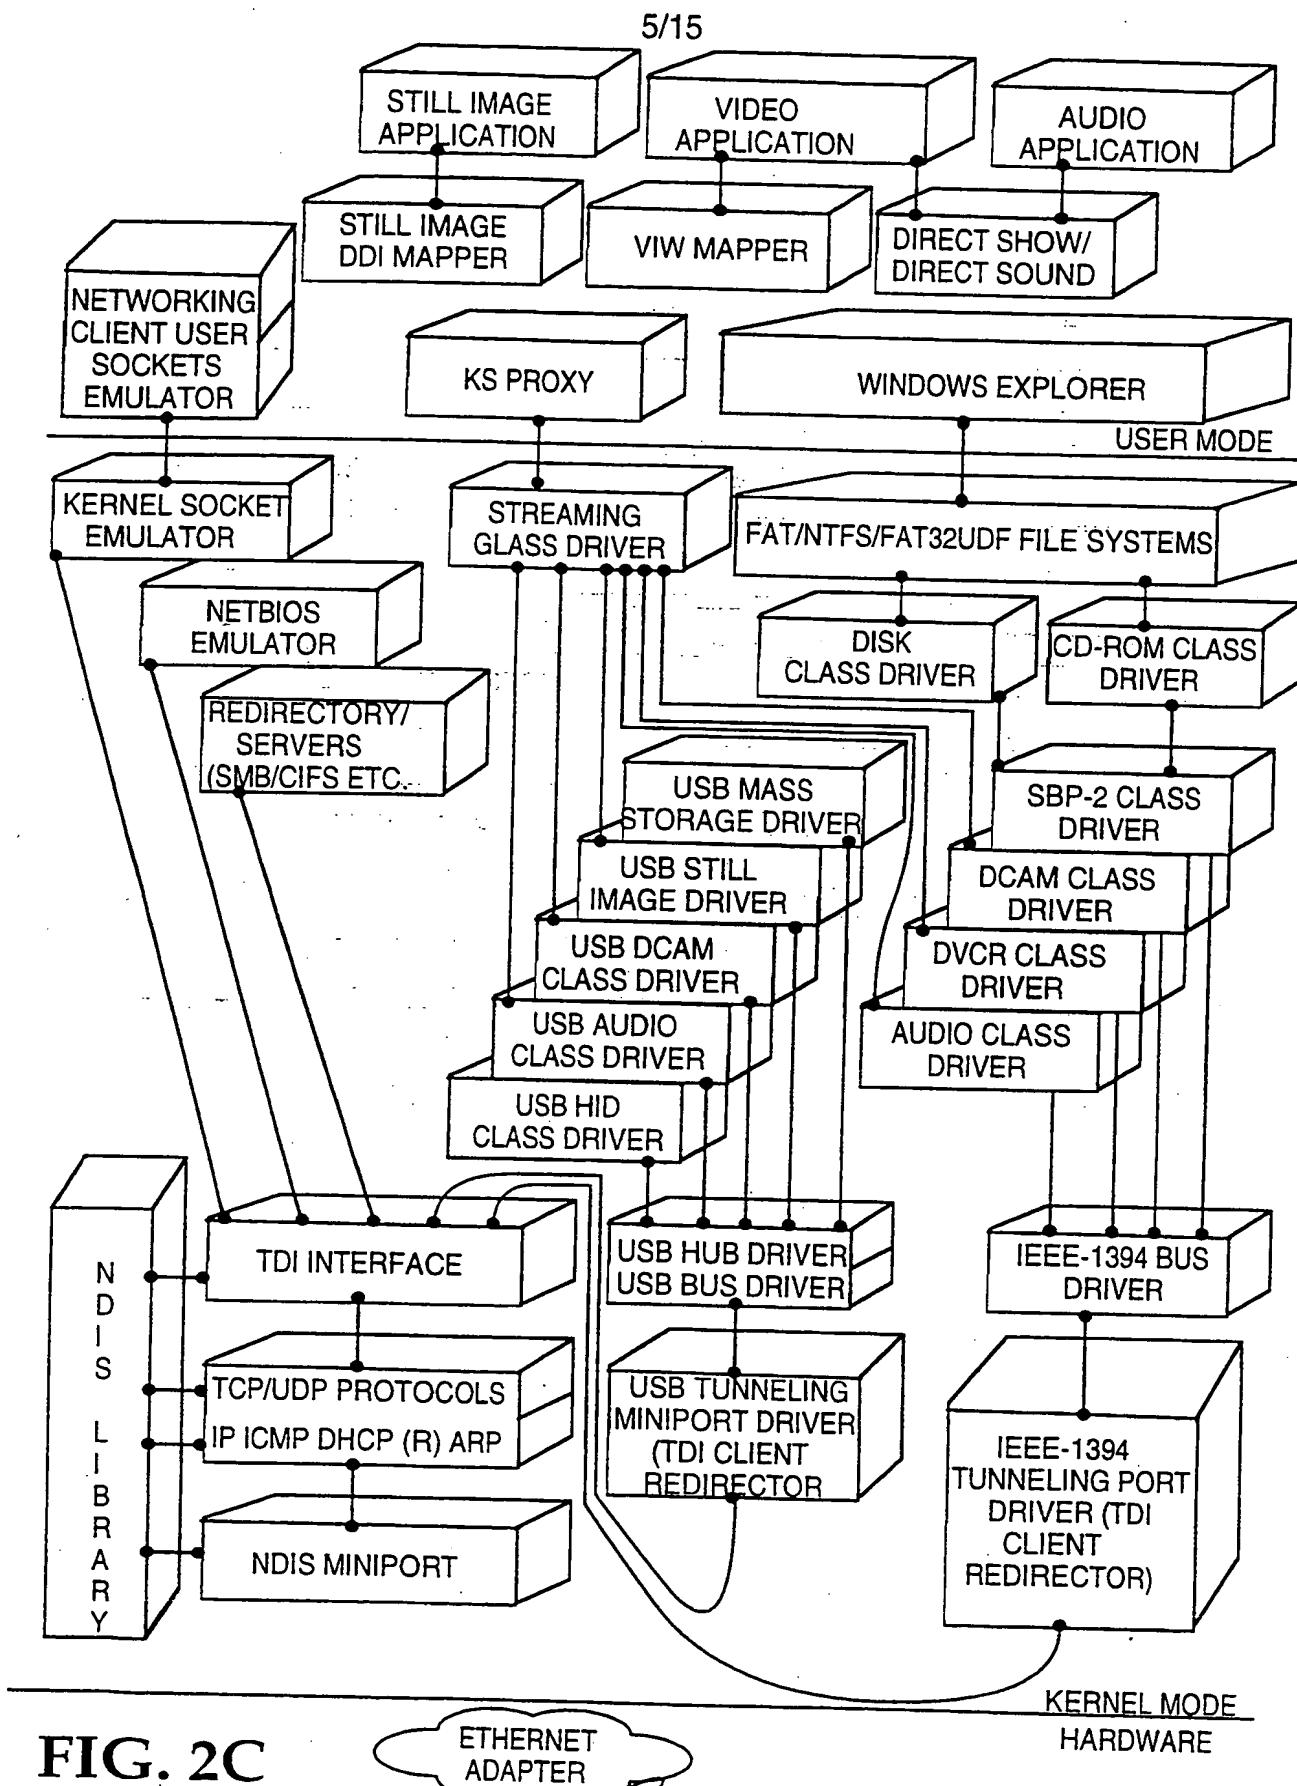 5/15
STILL IMAGE
APPLICATION
VIDEO
APPLICATION
AUDIO
APPLICATION
STILL IMAGE
DDI MAPPER
VIW MAPPER
DIRECT SHOW/
DIRECT SOUND
NETWORKING
CLIENT USER
SOCKETS
EMULATOR
KS PROXY
WINDOWS EXPLORER
USER MODE
KERNEL SOCKET
EMULATOR
STREAMING
GLASS DRIVER
FAT/NTFS/FAT32UDF FILE SYSTEMS
NETBIOS
EMULATOR
DISK
CLASS DRIVER
CD-ROM CLASS
DRIVER
REDIRECTORY/
SERVERS
(SMB/CIFS ETC.
USB MASS
STORAGE DRIVER
SBP-2 CLASS
DRIVER
USB STILL
IMAGE DRIVER
DCAM CLASS
DRIVER
USB DCAM
CLASS DRIVER
DVCR CLASS
DRIVER
USB AUDIO
CLASS DRIVER
AUDIO CLASS
DRIVER
USB HID
CLASS DRIVER
NDIS LIBRARY
TDI INTERFACE
USB HUB DRIVER
USB BUS DRIVER
IEEE-1394 BUS
DRIVER
TCP/UDP PROTOCOLS
IP ICMP DHCP (R) ARP
USB TUNNELING
MINIPORT DRIVER
(TDI CLIENT
REDIRECTOR
IEEE-1394
TUNNELING PORT
DRIVER (TDI
CLIENT
REDIRECTOR)
NDIS MINIPORT
KERNEL MODE
HARDWARE
FIG. 2C
ETHERNET
ADAPTER